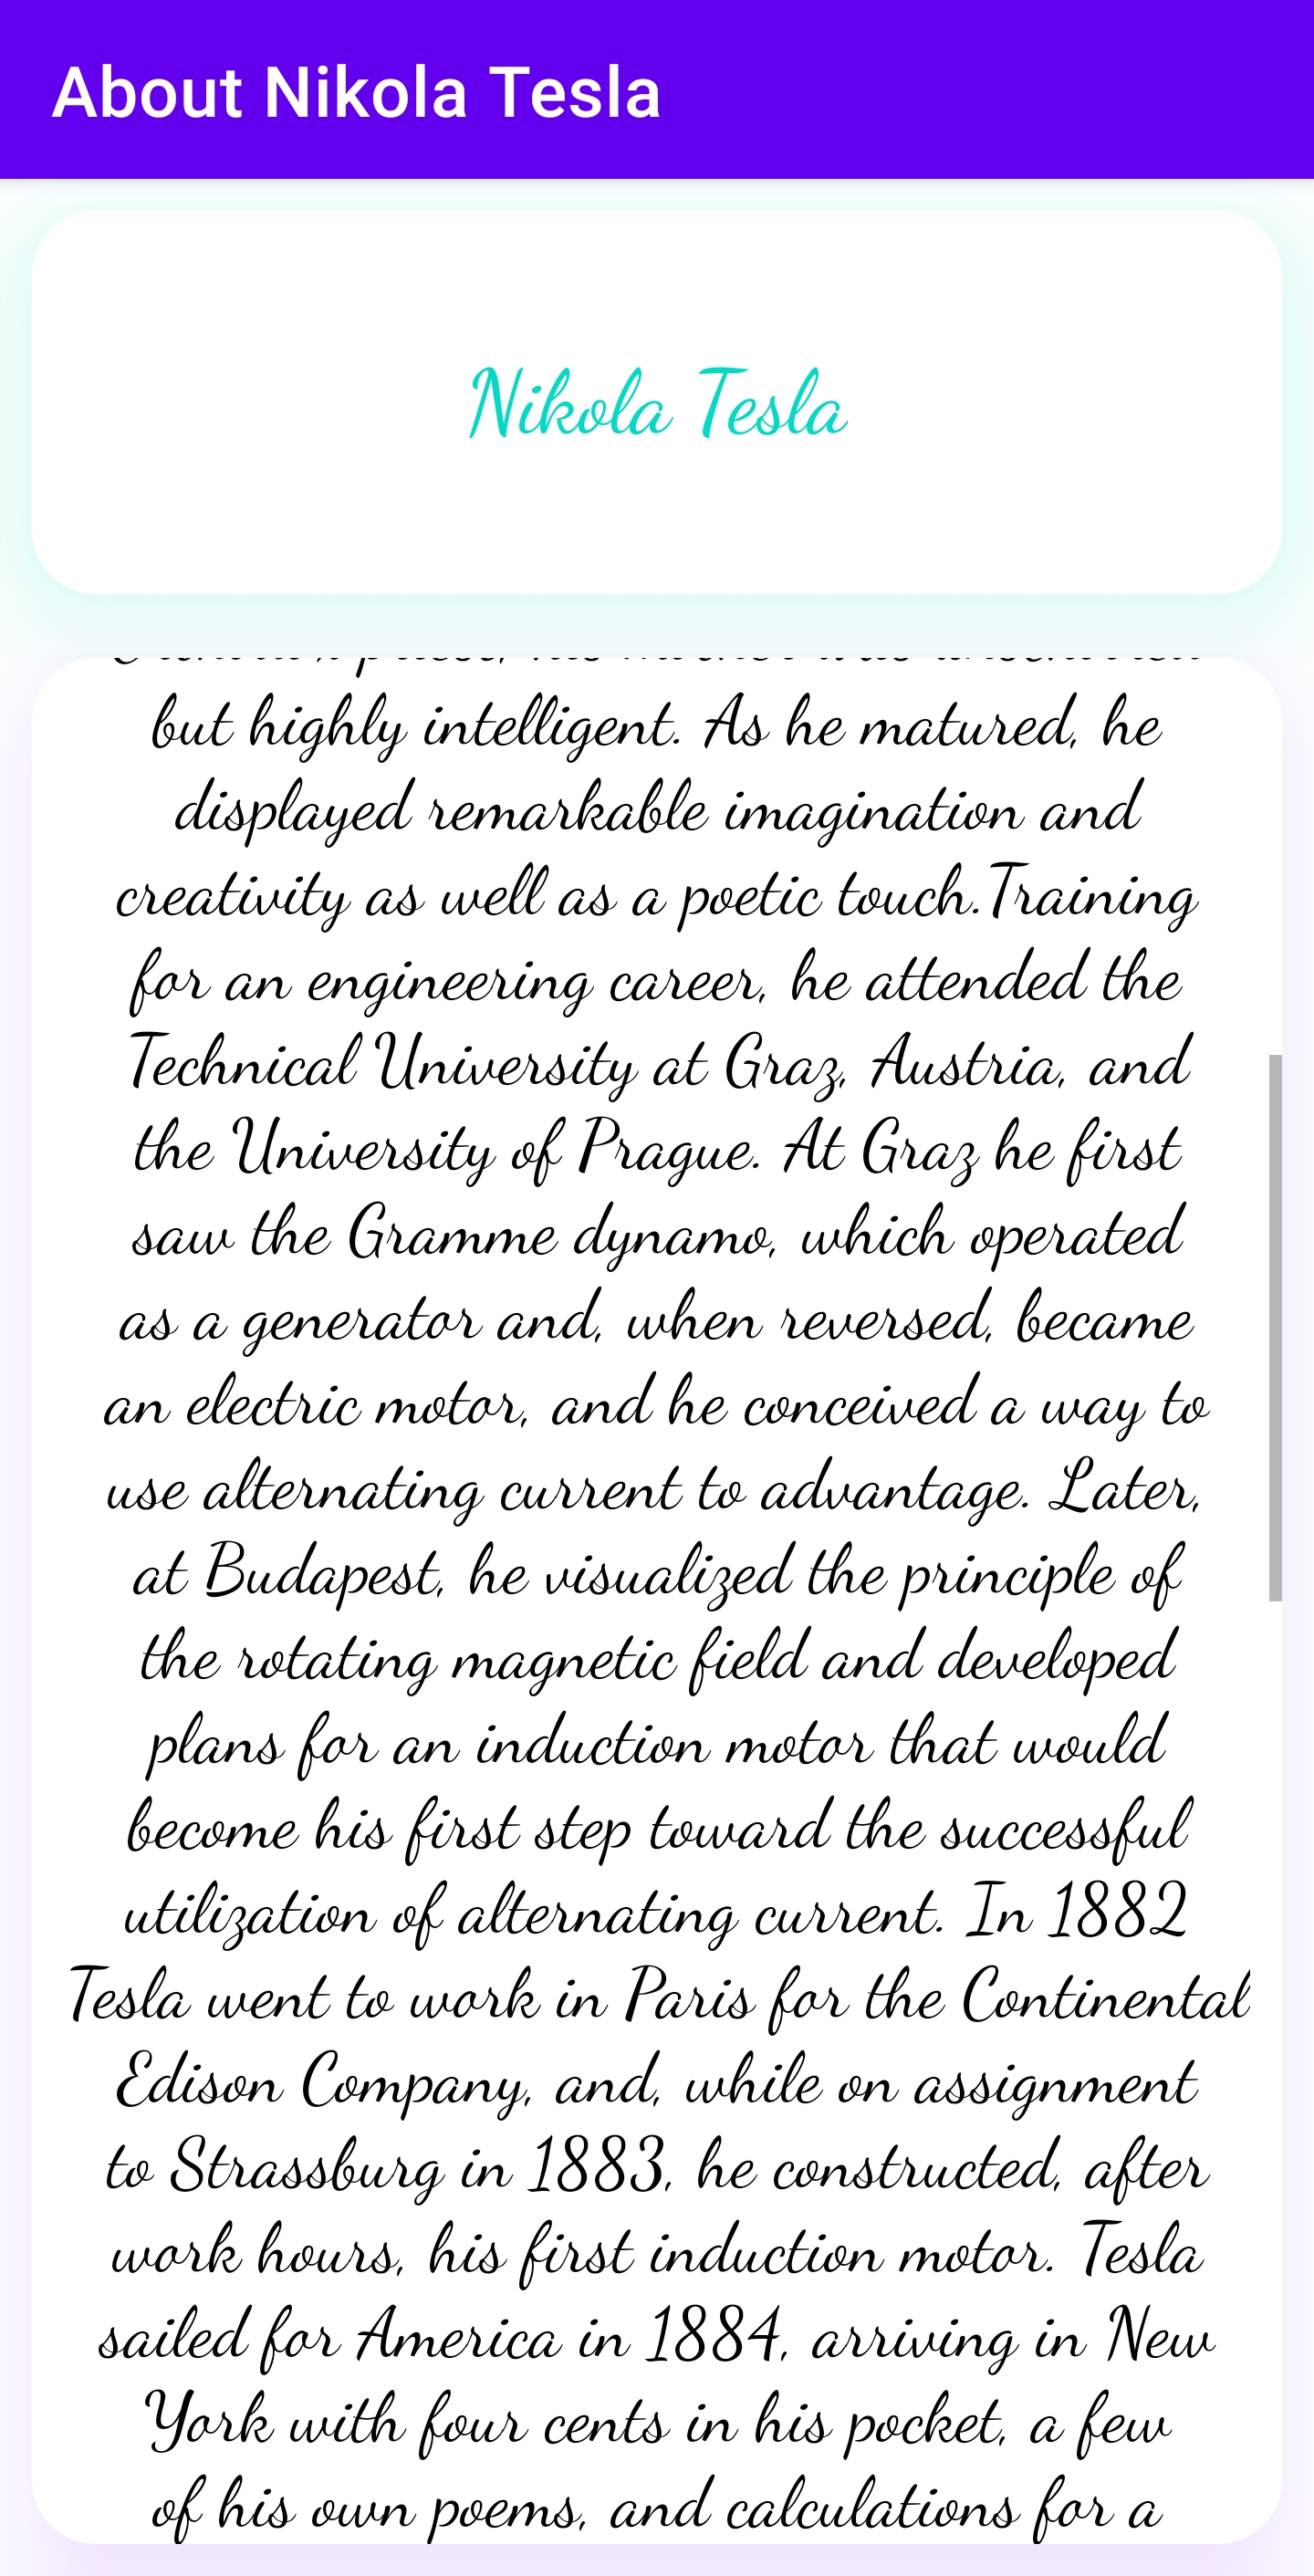 About Nikola Tesla
Nikola Tesla
but highly intelligent. As he matured, he
displayed remarkable imagination and
creativity as well as a poetic touch.Training
for an engineering career, he attended the
Technical University at Graz, Austria, and
the University of Prague. At Graz he first
saw the Gramme dynamo, which operated
as a generator and, when reversed, became
an electric motor, and he conceived a way to
use alternating current to advantage. Later,
at Budapest, he visualized the principle of
the rotating magnetic field and developed
plans for an induction motor that would
become his first step toward the successful
utilization of alternating current. In 1882
Tesla went to work in Paris for the Continental
Edison Company, and, while on assignment
to Strassburg in 1883, he constructed, after
work hours, his first induction motor. Tesla
sailed for America in 1884, arriving in New
York with four cents in his pocket, a few
of his own poems, and calculations for a